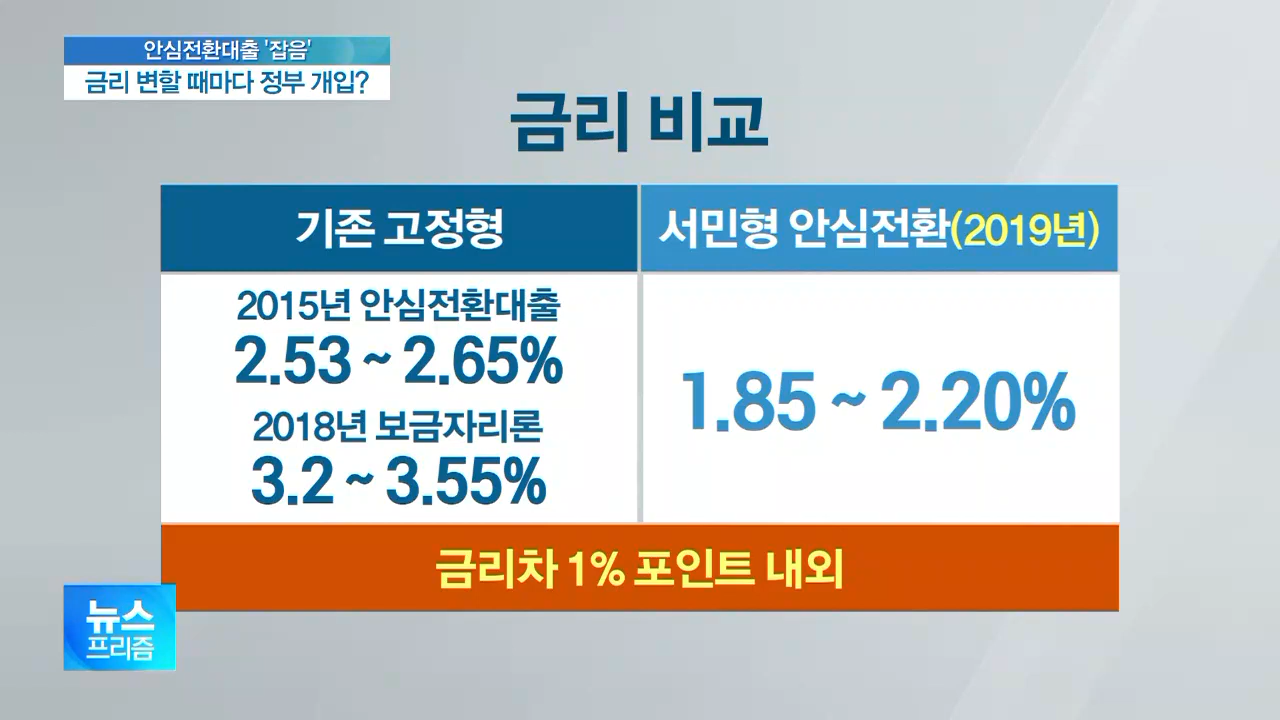 안심전환대출 '잡음'
금리 변할 때마다 정부 개입?
금리 비교
기존 고정형
서민형 안심전환(2019년)
2015년 안심전환대출
2.53 ~ 2.65%
2018년 보금자리론
3.2 ~ 3.55%
1.85 ~ 2.20%
금리차 1% 포인트 내외
뉴스
프리즘